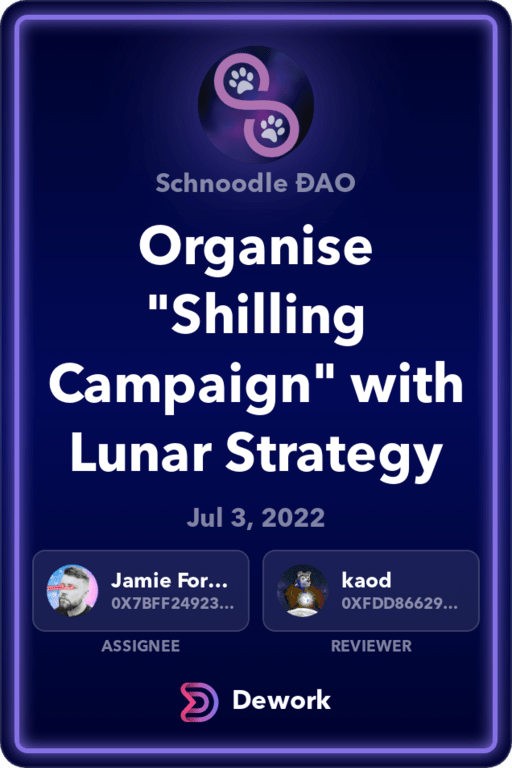 Schnoodle ĐAO
Organise
"Shilling
Campaign" with
Lunar Strategy
Jul 3, 2022
Jamie For...
0X7BFF24923...
kaod
0XFDD86629...
ASSIGNEE
REVIEWER
Dework